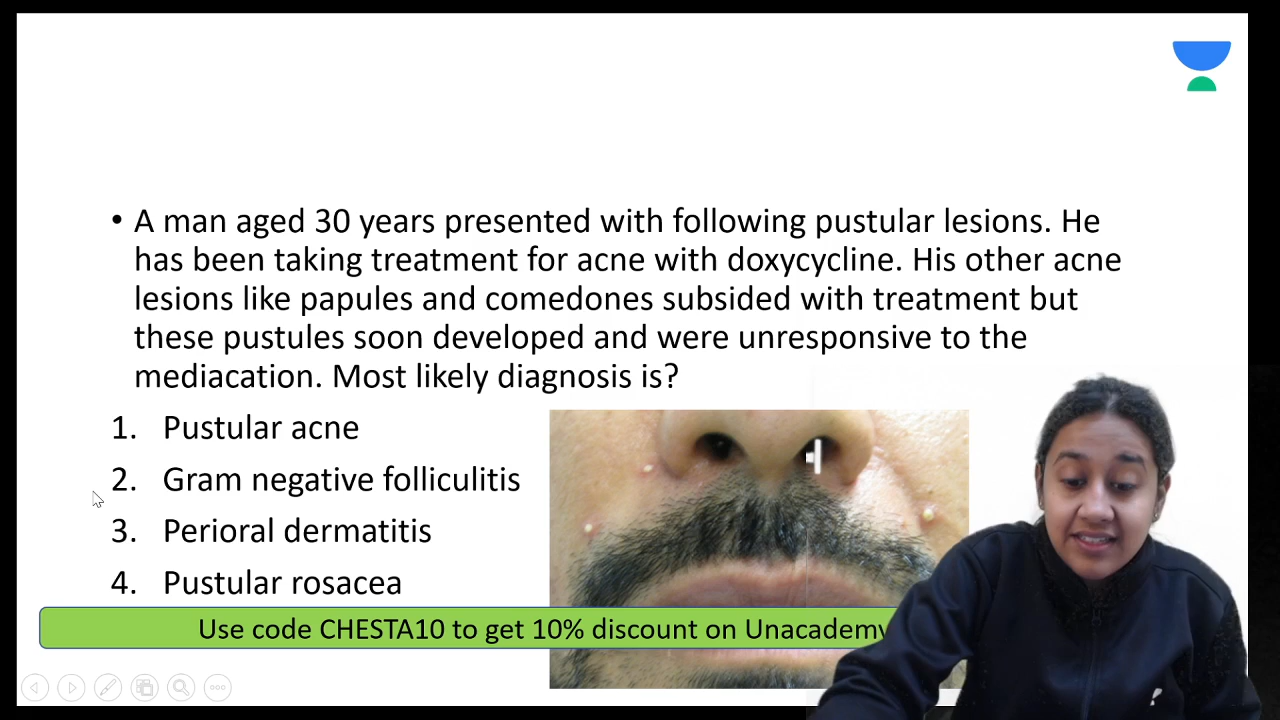 • A man aged 30 years presented with following pustular lesions. He
has been taking treatment for acne with doxycycline. His other acne
lesions like papules and comedones subsided with treatment but
these pustules soon developed and were unresponsive to the
mediacation. Most likely diagnosis is?
1. Pustular acne
2. Gram negative folliculitis
3. Perioral dermatitis
4. Pustular rosacea
Use code CHESTA10 to get 10% discount on Unacademy